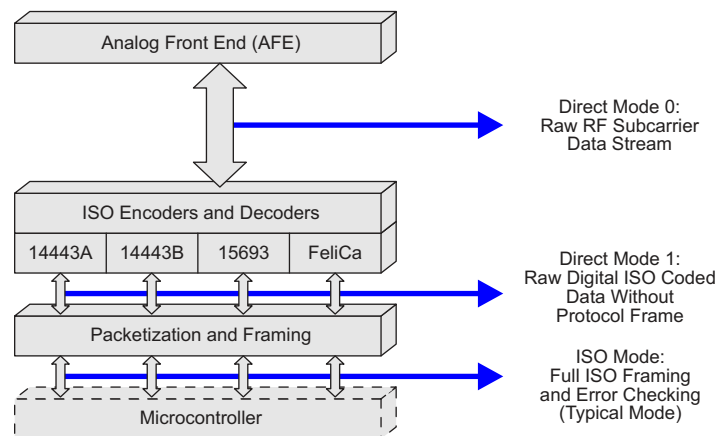 Analog Front End (AFE)
Direct Mode 0:
Raw RF Subcarrier
Data Stream
ISO Encoders and Decoders
14443A 14443B 15693 FeliCa
Direct Mode 1:
Raw Digital ISO Coded
Data Without
Protocol Frame
Packetization and Framing
ISO Mode:
Full ISO Framing
and Error Checking
(Typical Mode)
Microcontroller